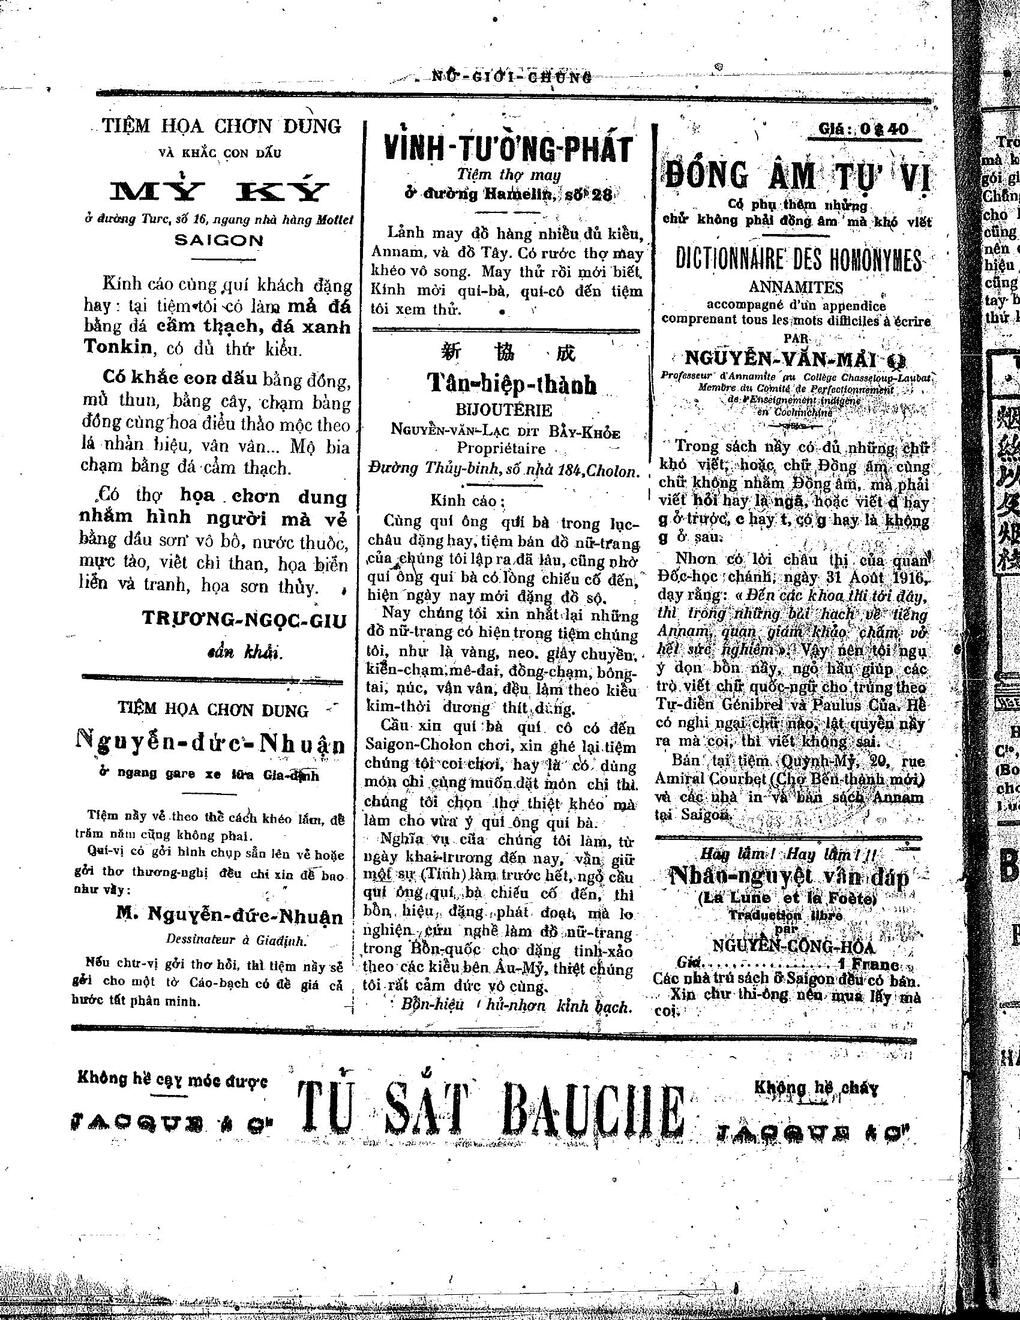 NỮ-GIỚI-CHUNG
TIỆM HỌA CHƠN DUNG
VÀ KHẮC CON DẤU
MỸ KÝ
ở đường Turc, số 16, ngang nhà hàng Mottet
SAIGON
Kính cáo cùng quí khách đặng
hay : tại tiệm tôi có làm mả đá
bằng đá cẩm thạch, đá xanh
Tonkin, có đủ thứ kiểu.
Có khắc con dấu bằng đồng,
mủ thun, bằng cây, chạm bằng
đồng cùng hoa điểu thảo mộc theo
lá nhãn hiệu, vân vân... Mộ bia
chạm bằng đá cẩm thạch.
Có thợ họa chơn dung
nhắm hình người mà vẻ
bằng dầu sơn vô bố, nước thuốc,
mực tào, viết chì than, họa biển
liễn và tranh, họa sơn thủy.
TRƯƠNG-NGỌC-GIU
cẩn khải.
TIỆM HỌA CHƠN DUNG
Nguyễn-đức-Nhuận
ở ngang gare xe lửa Gia-định
Tiệm nầy vẻ theo thể cách khéo lắm, để
trăm năm cũng không phai.
Quí-vị có gởi hình chụp sẵn lên vẻ hoặc
gởi thơ thương-nghị đều chỉ xin đề bao
như vầy :
M. Nguyễn-đức-Nhuận
Dessinateur à Giadịnh.
Nếu chư-vị gởi thơ hỏi, thì tiệm nầy sẻ
gởi cho một tờ Cáo-bạch có để giá cả
hước tất phân minh.
VĨNH-TƯỜNG-PHÁT
Tiệm thợ may
ở đường Hamelin, số 28
Lảnh may đồ hàng nhiều đủ kiểu,
Annam, và đồ Tây. Có rước thợ may
khéo vô song. May thử rồi mới biết.
Kính mời quí-bà, quí-cô đến tiệm
tôi xem thử.
新 協 成
Tân-hiệp-thành
BIJOUTERIE
NGUYỄN-VĂN-LẠC DIT BẢY-KHỎE
Propriétaire
Đường Thủy-binh, số nhà 184, Cholon.
Kính cáo :
Cùng quí ông quí bà trong lục-
châu đặng hay, tiệm bán đồ nữ-trang
của chúng tôi lập ra đã lâu, cũng nhờ
quí ông quí bà có lòng chiếu cố đến,
hiện ngày nay mới đặng đồ sộ.
Nay chúng tôi xin nhắt lại những
đồ nữ-trang có hiện trong tiệm chúng
tôi, như là vàng, neo, giây chuyền,
kiển-chạm, mề-đai, đồng-chạm, bông-
tai, núc, vân vân, đều làm theo kiểu
kim-thời dương thít dùng.
Cần xin quí bà quí cô có đến
Saigon-Cholon chơi, xin ghé lại tiệm
chúng tôi coi chơi, hay là có dùng
món chi cùng muốn đặt món chi thì
chúng tôi chọn thợ thiệt khéo mà
làm cho vừa ý quí ông quí bà.
Nghĩa vụ của chúng tôi làm, từ
ngày khai-trương đến nay, vẫn giữ
một sự (Tính) làm trước hết, ngỏ cầu
quí ông quí bà chiếu cố đến, thì
bổn hiệu đặng phát đoạt, mà lo
nghiên cứu nghề làm đồ nữ-trang
trong Bổn-quốc cho đặng tinh-xảo
theo các kiểu bên Âu-Mỹ, thiệt chúng
tôi rất cảm đức vô cùng.
Bổn-hiệu Chủ-nhơn kỉnh bạch.
Giá : 0 $ 40
ĐỒNG ÂM TỰ VỊ
Có phụ thêm những
chữ không phải đồng âm mà khó viết
DICTIONNAIRE DES HOMONYMES
ANNAMITES
accompagné d'un appendice
comprenant tous les mots difficiles à écrire
PAR
NGUYỄN-VĂN-MAI
Professeur d'Annamite au Collège Chasseloup-Laubat
Membre du Comité de Perfectionnement
de l'Enseignement indigène
en Cochinchine
Trong sách nầy có đủ những chữ
khó viết, hoặc chữ Đồng âm cùng
chữ không nhằm Đồng âm, mà phải
viết hỏi hay là ngã, hoặc viết d hay
g ở trước, c hay t, có g hay là không
g ở sau.
Nhơn có lời châu thị của quan
Đốc-học chánh, ngày 31 Août 1916,
dạy rằng : « Đến các khoa thi tới đây,
thì trong những bài hạch về tiếng
Annam, quan giám khảo chấm vở
hết sức nghiêm ». Vậy nên tôi ngụ
ý dọn bổn nầy, ngỏ hầu giúp các
trò viết chữ quốc-ngữ cho trúng theo
Tự-điển Génibrel và Paulus Của. Hễ
có nghi ngại chữ nào, lật quyển nầy
ra mà coi, thì viết không sai.
Bán tại tiệm Quỳnh-Mỹ, 20, rue
Amiral Courbet (Chợ Bến-thành mới)
và các nhà in và bán sách Annam
tại Saigon.
Hay lắm ! Hay lắm ! !
Nhân-nguyệt vấn đáp
(La Lune et la Poète)
Traduction libre
par
NGUYỄN-CÔNG-HÒA
Giá.................. 1 Franc
Các nhà trử sách ở Saigon đều có bán.
Xin chư thi-ông nên mua lấy mà
coi.
Không hề cạy móc được
JACQUE & Cie
TỦ SẮT BAUCHE
Không hề cháy
JACQUE & Cie